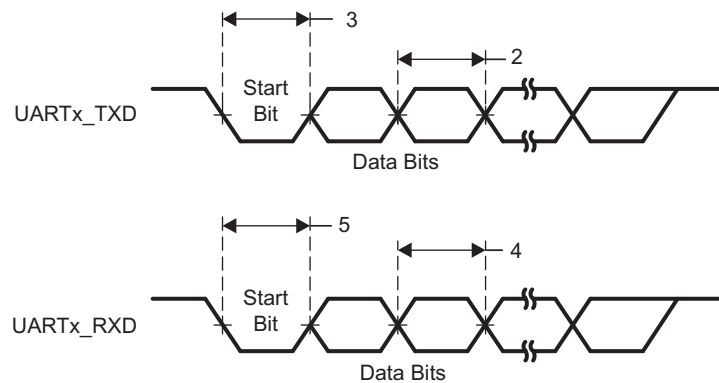 3
2
Start
Bit
UARTx_TXD
Data Bits
5
4
Start
Bit
UARTx_RXD
Data Bits